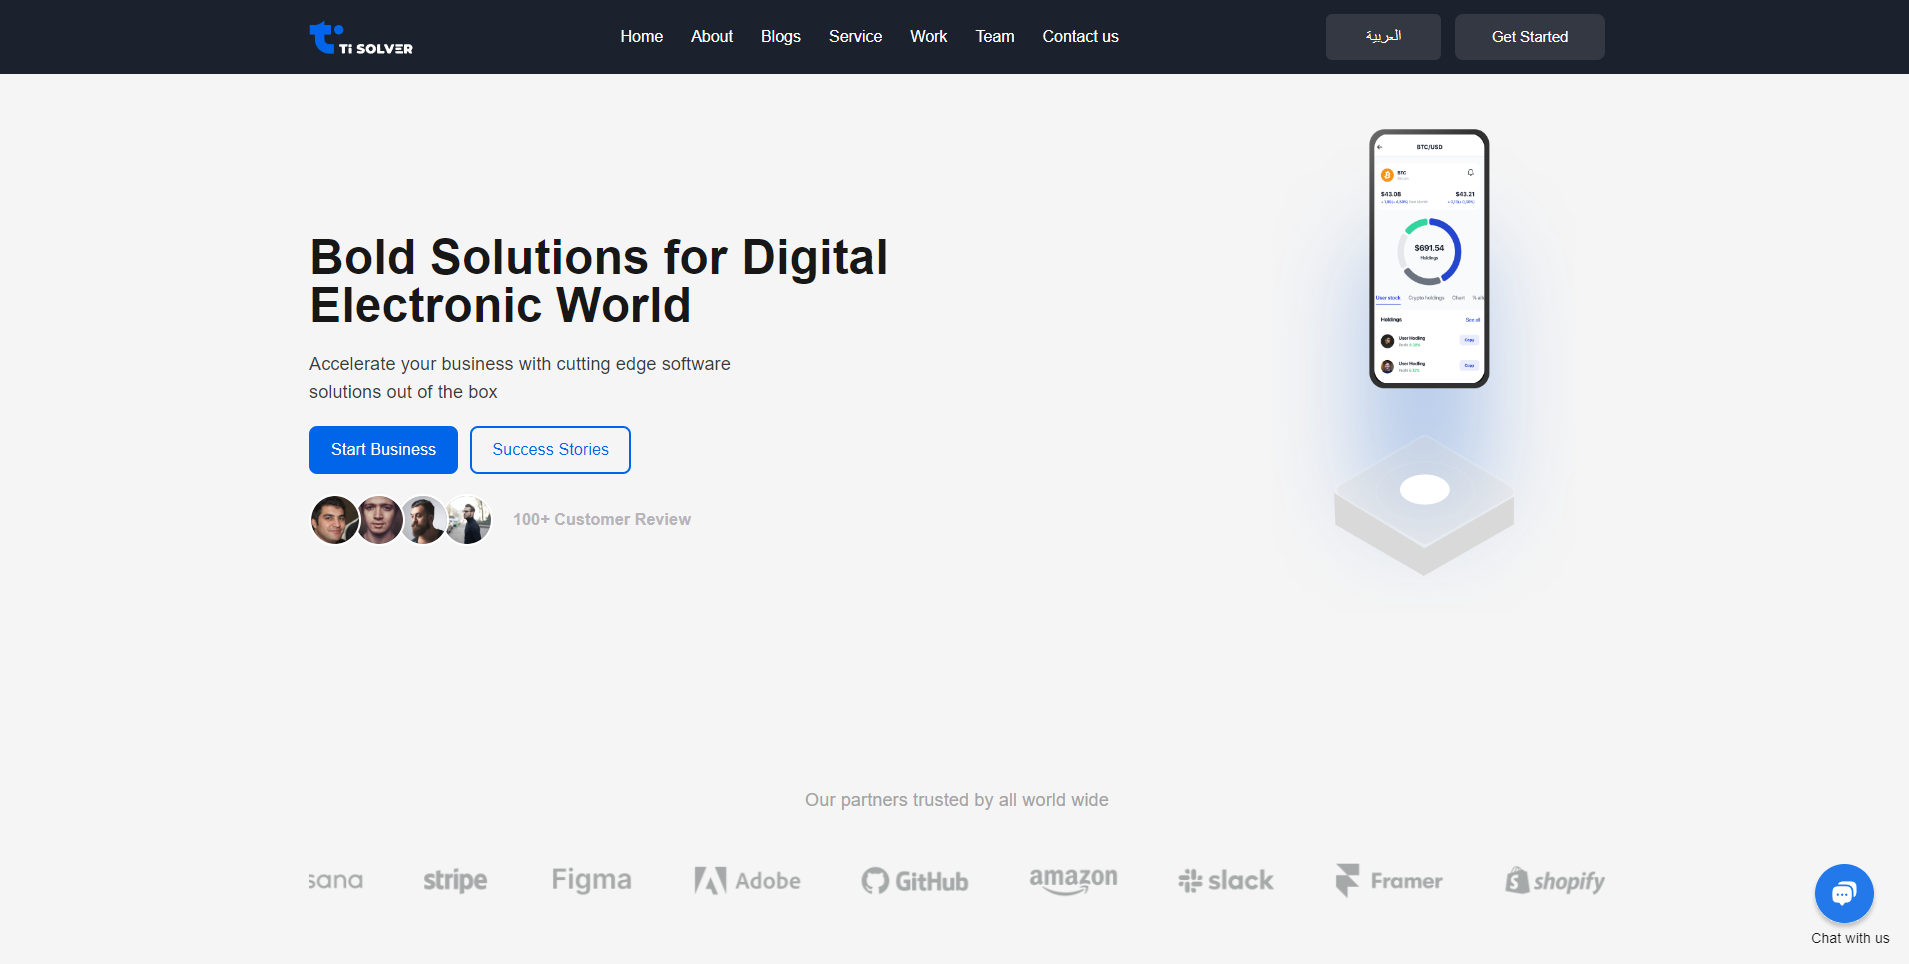 Ti SOLVER
Home
About
Blogs
Service
Work
Team
Contact us
العربية
Get Started
Bold Solutions for Digital
Electronic World
Accelerate your business with cutting edge software
solutions out of the box
Start Business
Success Stories
100+ Customer Review
BTC/USD
BTC
$43.08
$43.21
$691.54
Holdings
User stock
Crypto holdings
Chart
Holdings
See all
User Hodling
Copy
User Hodling
Copy
Our partners trusted by all world wide
sana
stripe
Figma
Adobe
GitHub
amazon
slack
Framer
shopify
Chat with us